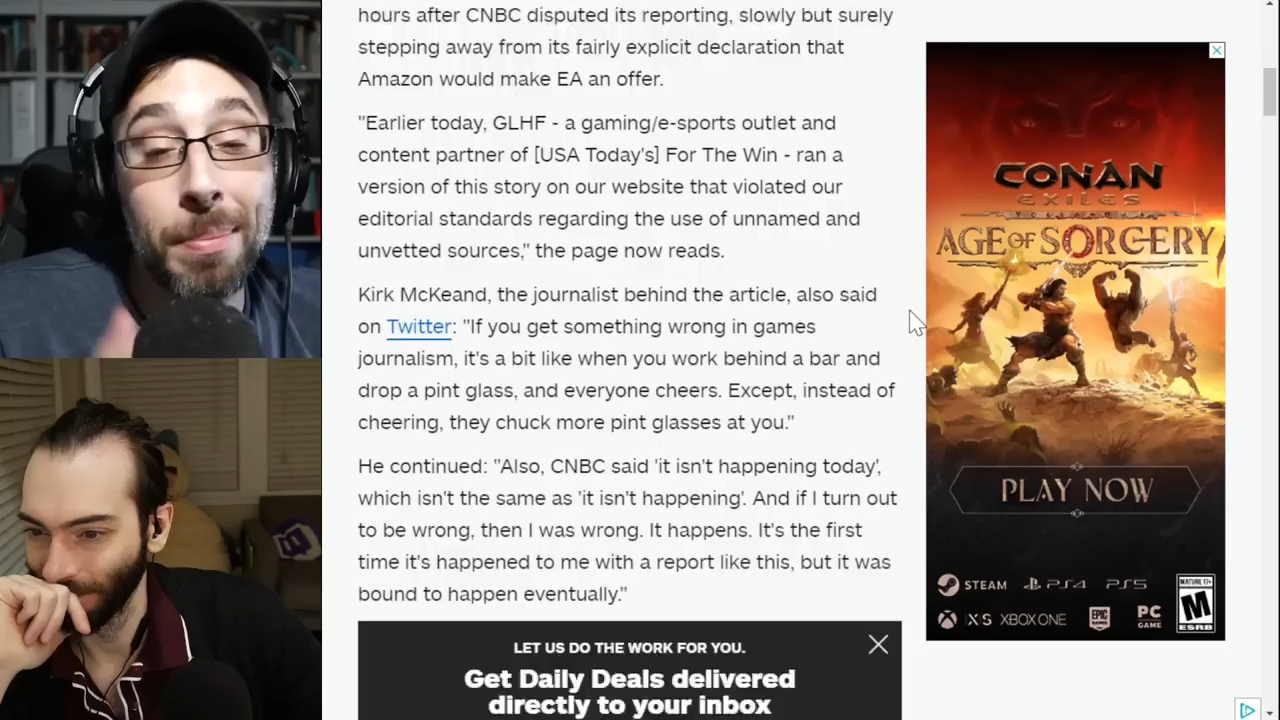 hours after CNBC disputed its reporting, slowly but surely
stepping away from its fairly explicit declaration that
Amazon would make EA an offer.
"Earlier today, GLHF - a gaming/e-sports outlet and
content partner of [USA Today's] For The Win - ran a
version of this story on our website that violated our
editorial standards regarding the use of unnamed and
unvetted sources," the page now reads.
Kirk McKeand, the journalist behind the article, also said
on Twitter: "If you get something wrong in games
journalism, it's a bit like when you work behind a bar and
drop a pint glass, and everyone cheers. Except, instead of
cheering, they chuck more pint glasses at you."
He continued: "Also, CNBC said 'it isn't happening today',
which isn't the same as 'it isn't happening'. And if I turn out
to be wrong, then I was wrong. It happens. It's the first
time it's happened to me with a report like this, but it was
bound to happen eventually."
LET US DO THE WORK FOR YOU.
Get Daily Deals delivered
directly to your inbox
CONAN
EXILES
AGE OF SORCERY
PLAY NOW
STEAM PS4 PS5
X|S XBOX ONE EPIC GAMES PC GAME
MATURE 17+
M
ESRB